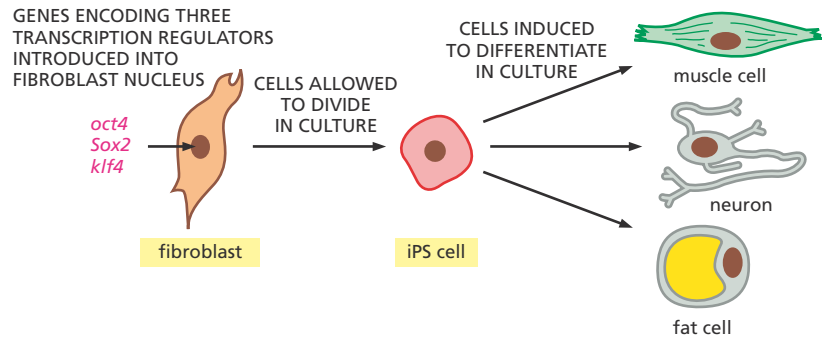 GENES ENCODING THREE
TRANSCRIPTION REGULATORS
INTRODUCED INTO
FIBROBLAST NUCLEUS
oct4
Sox2
klf4
CELLS ALLOWED
TO DIVIDE
IN CULTURE
CELLS INDUCED
TO DIFFERENTIATE
IN CULTURE
fibroblast
iPS cell
muscle cell
neuron
fat cell